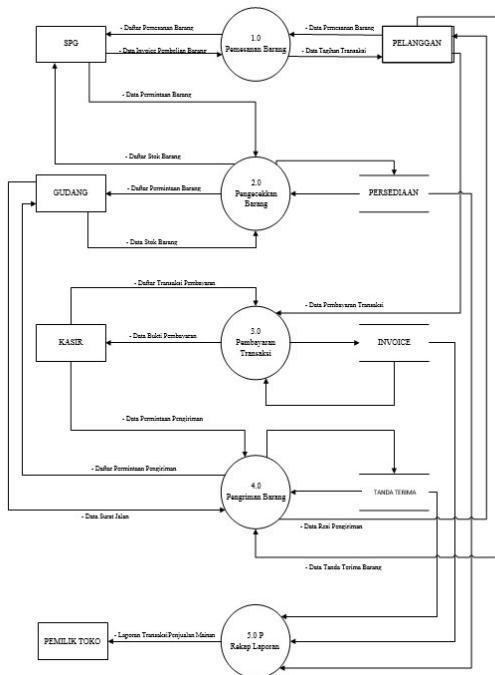 - Daftar Pemesanan Barang
1.0
Pemesanan Barang
- Data Pemesanan Barang
SPG
PELANGGAN
- Data Invoice Pembelian Barang
- Data Tagihan Transaksi
- Data Permintaan Barang
- Daftar Stok Barang
2.0
Pengecekkan
Barang
GUDANG
- Daftar Permintaan Barang
PERSEDIAAN
- Data Stok Barang
- Daftar Transaksi Pembayaran
- Data Pembayaran Transaksi
3.0
Pembayaran
Transaksi
KASIR
- Data Bukti Pembayaran
INVOICE
- Data Permintaan Pengiriman
- Daftar Permintaan Pengiriman
4.0
Pengriman Barang
TANDA TERIMA
- Data Surat Jalan
- Data Resi Pengiriman
- Data Tanda Terima Barang
PEMILIK TOKO
- Laporan Transaksi Penjualan Mainan
5.0 P
Rekap Laporan